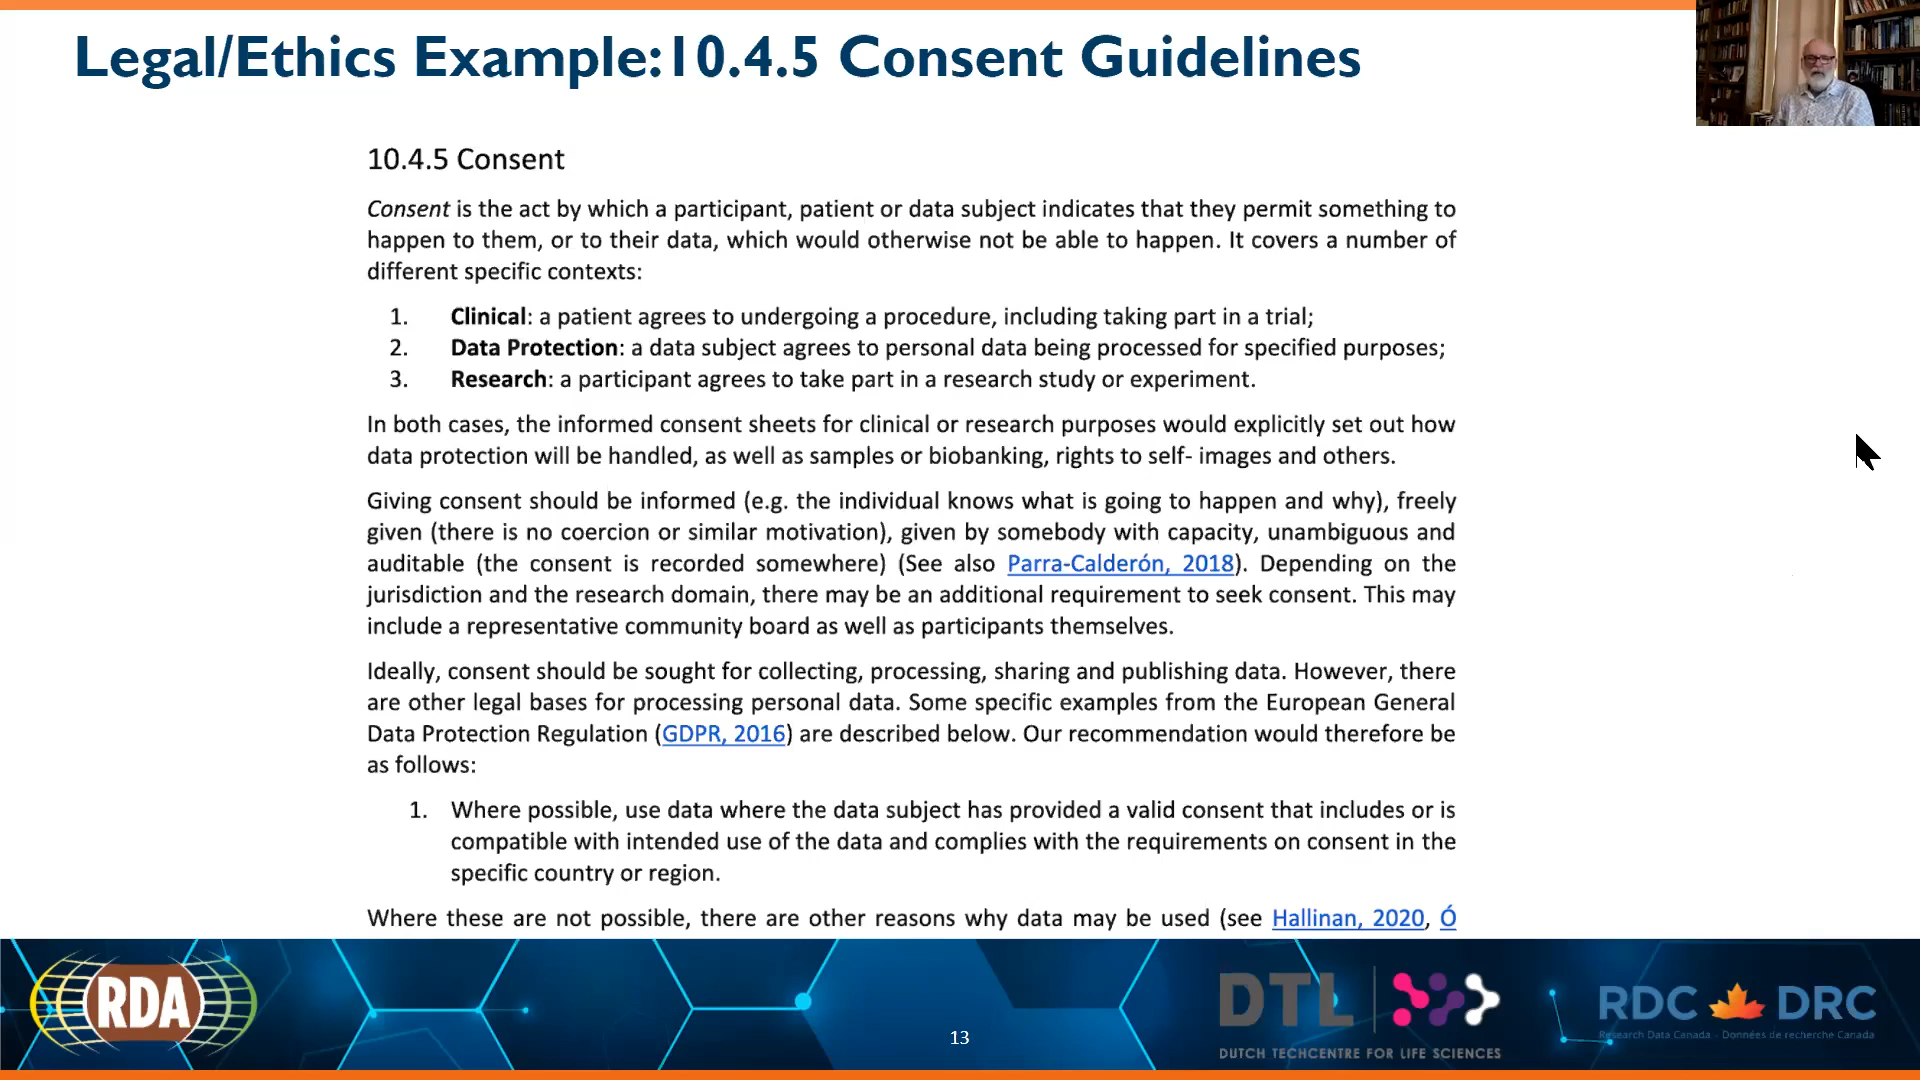 Legal/Ethics Example:10.4.5 Consent Guidelines
10.4.5 Consent
Consent is the act by which a participant, patient or data subject indicates that they permit something to
happen to them, or to their data, which would otherwise not be able to happen. It covers a number of
different specific contexts:
1. Clinical: a patient agrees to undergoing a procedure, including taking part in a trial;
2. Data Protection: a data subject agrees to personal data being processed for specified purposes;
3. Research: a participant agrees to take part in a research study or experiment.
In both cases, the informed consent sheets for clinical or research purposes would explicitly set out how
data protection will be handled, as well as samples or biobanking, rights to self- images and others.
Giving consent should be informed (e.g. the individual knows what is going to happen and why), freely
given (there is no coercion or similar motivation), given by somebody with capacity, unambiguous and
auditable (the consent is recorded somewhere) (See also Parra-Calderón, 2018). Depending on the
jurisdiction and the research domain, there may be an additional requirement to seek consent. This may
include a representative community board as well as participants themselves.
Ideally, consent should be sought for collecting, processing, sharing and publishing data. However, there
are other legal bases for processing personal data. Some specific examples from the European General
Data Protection Regulation (GDPR, 2016) are described below. Our recommendation would therefore be
as follows:
1. Where possible, use data where the data subject has provided a valid consent that includes or is
compatible with intended use of the data and complies with the requirements on consent in the
specific country or region.
Where these are not possible, there are other reasons why data may be used (see Hallinan, 2020, Ó
RDA
13
DTL
DUTCH TECHCENTRE FOR LIFE SCIENCES
RDC DRC
Research Data Canada - Données de recherche Canada